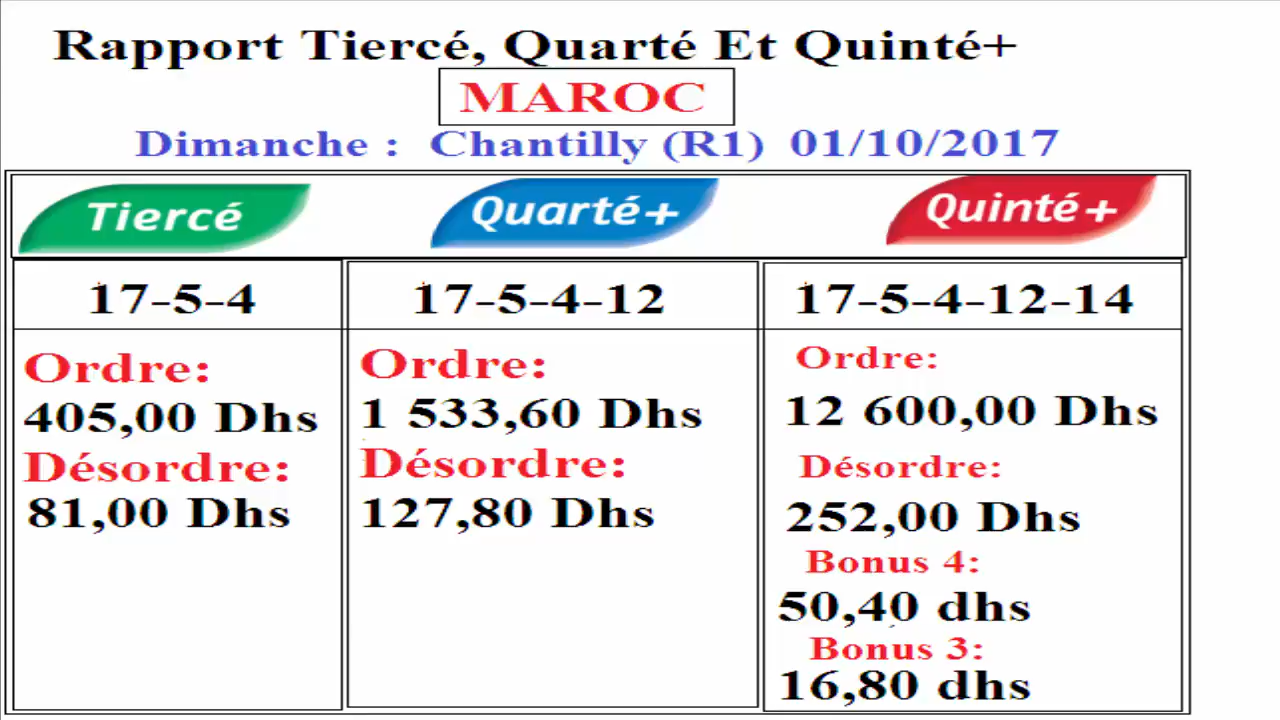 Rapport Tiercé, Quarté Et Quinté+
MAROC
Dimanche : Chantilly (R1) 01/10/2017
Tiercé
Quarté+
Quinté+
17-5-4
17-5-4-12
17-5-4-12-14
Ordre:
405,00 Dhs
Désordre:
81,00 Dhs
Ordre:
1 533,60 Dhs
Désordre:
127,80 Dhs
Ordre:
12 600,00 Dhs
Désordre:
252,00 Dhs
Bonus 4:
50,40 dhs
Bonus 3:
16,80 dhs